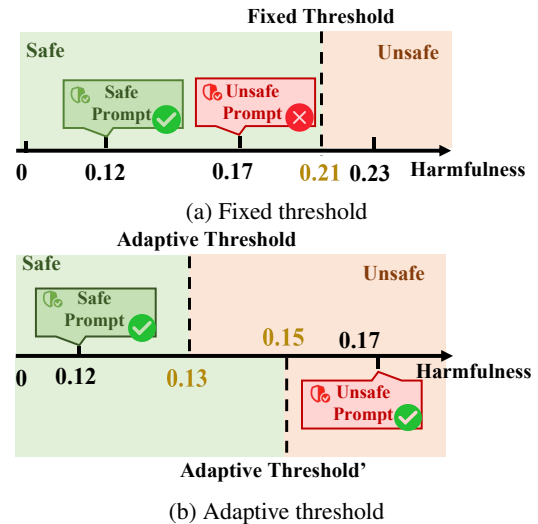 Fixed Threshold
Safe
Unsafe
Safe
Prompt
Unsafe
Prompt
0
0.12
0.17
0.21
0.23
Harmfulness
(a) Fixed threshold
Adaptive Threshold
Safe
Unsafe
Safe
Prompt
0.15
0.17
0
0.12
0.13
Harmfulness
Unsafe
Prompt
Adaptive Threshold’
(b) Adaptive threshold